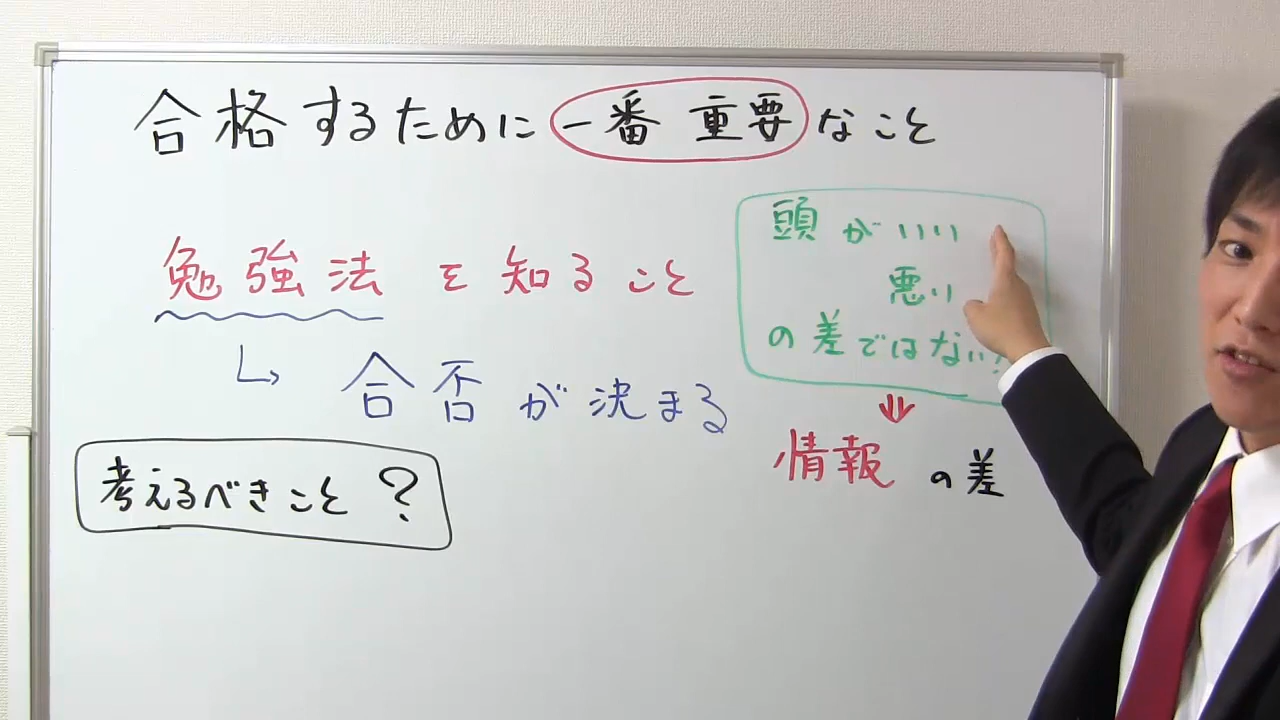 合格するために一番重要なこと
勉強法を知ること
合否が決まる
考えるべきこと?
頭がいい
悪い
の差ではない?
情報の差